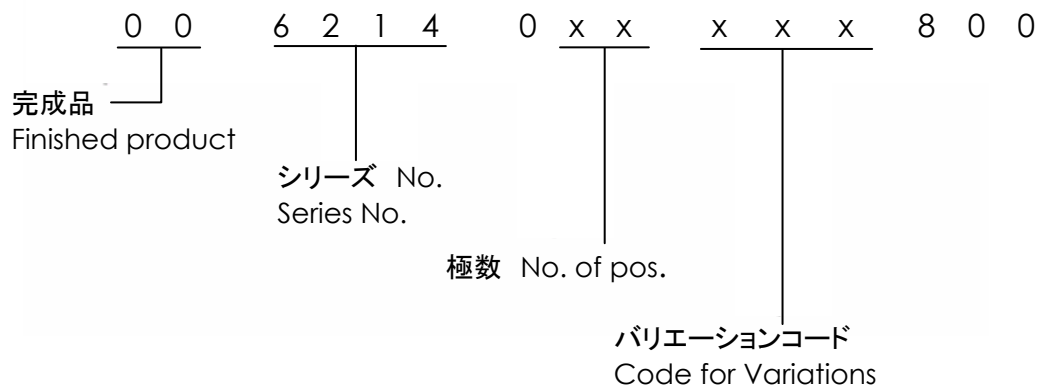 0 0 6 2 1 4 0 x x x x x 8 0 0
完成品
Finished product
シリーズ No.
Series No.
極数 No. of pos.
バリエーションコード
Code for Variations